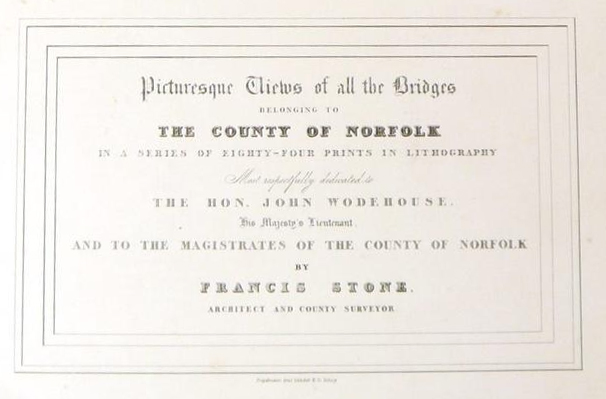 Picturesque Views of all the Bridges
BELONGING TO
THE COUNTY OF NORFOLK
IN A SERIES OF EIGHTY-FOUR PRINTS IN LITHOGRAPHY
Most respectfully dedicated to
THE HON. JOHN WODEHOUSE.
His Majesty's Lieutenant.
AND TO THE MAGISTRATES OF THE COUNTY OF NORFOLK
BY
FRANCIS STONE.
ARCHITECT AND COUNTY SURVEYOR